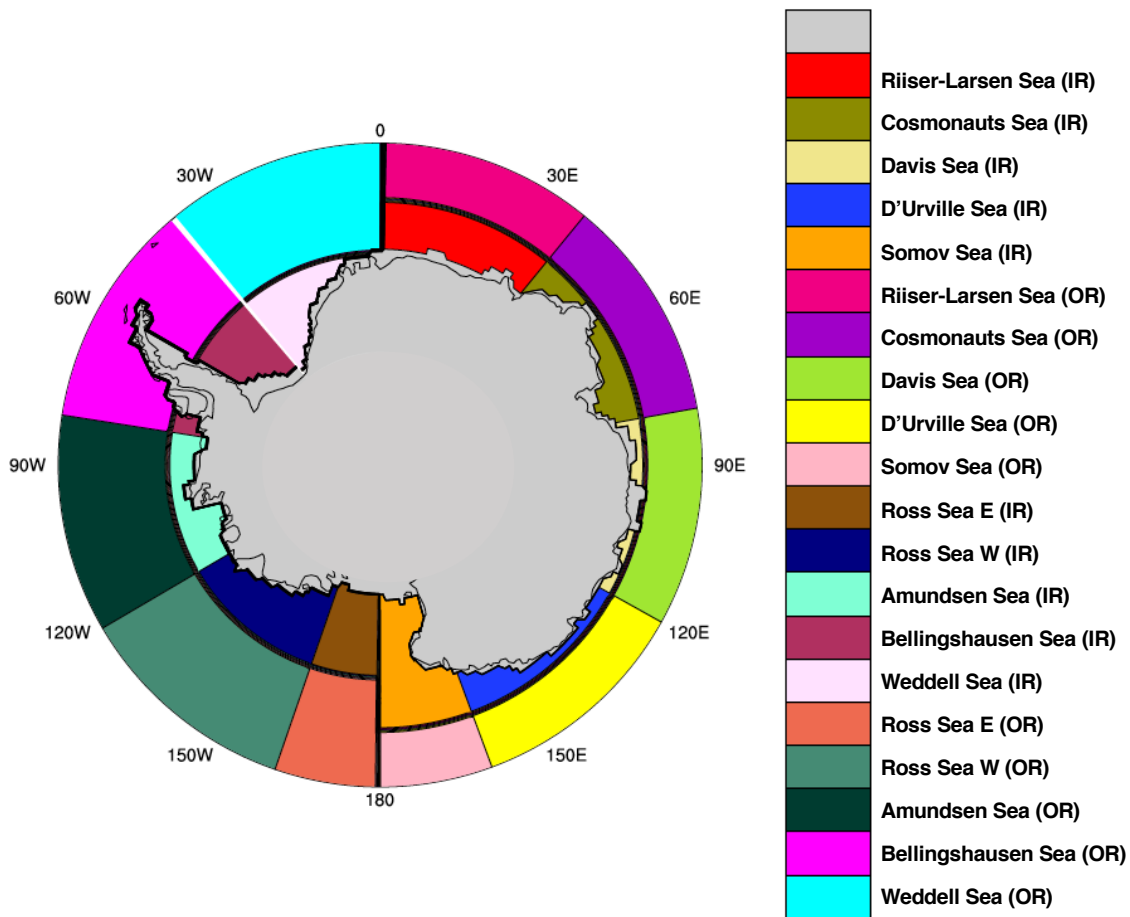 0
30W
30E
60W
60E
90W
90E
120W
120E
150W
150E
180
Riiser-Larsen Sea (IR)
Cosmonauts Sea (IR)
Davis Sea (IR)
D'Urville Sea (IR)
Somov Sea (IR)
Riiser-Larsen Sea (OR)
Cosmonauts Sea (OR)
Davis Sea (OR)
D'Urville Sea (OR)
Somov Sea (OR)
Ross Sea E (IR)
Ross Sea W (IR)
Amundsen Sea (IR)
Bellingshausen Sea (IR)
Weddell Sea (IR)
Ross Sea E (OR)
Ross Sea W (OR)
Amundsen Sea (OR)
Bellingshausen Sea (OR)
Weddell Sea (OR)